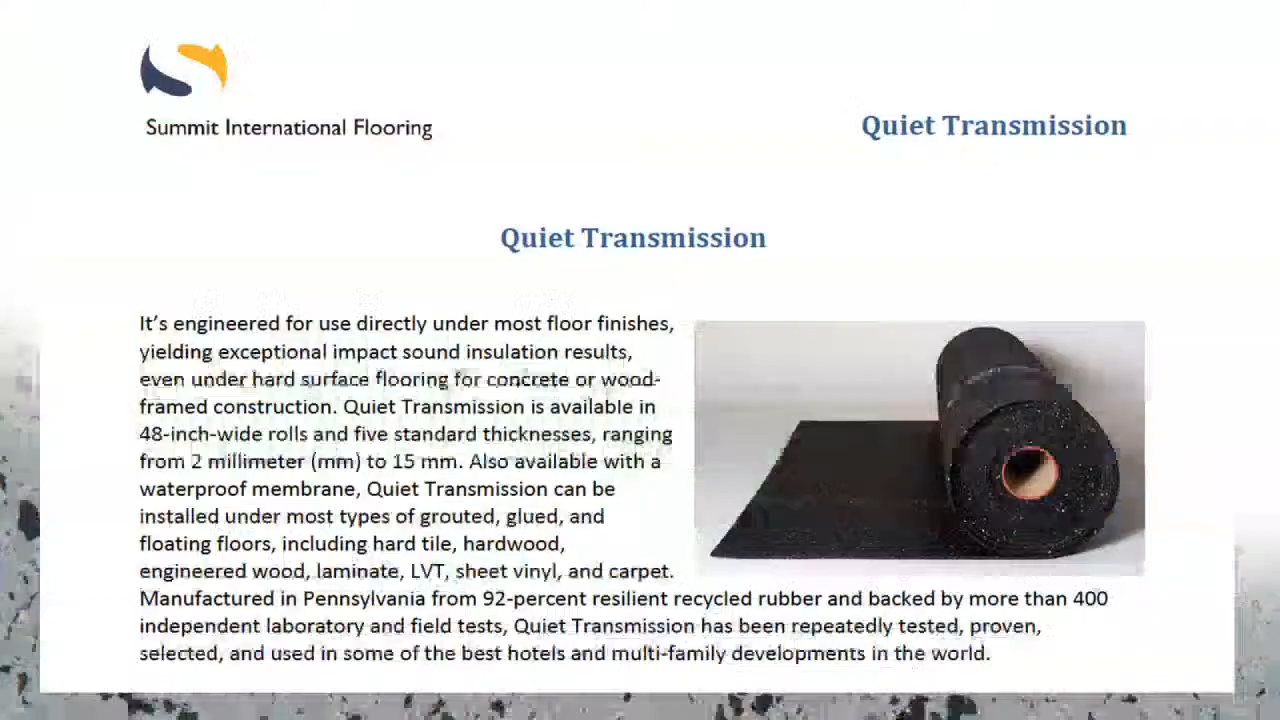 Summit International Flooring
Quiet Transmission
Quiet Transmission
It’s engineered for use directly under most floor finishes,
yielding exceptional impact sound insulation results,
even under hard surface flooring for concrete or wood-
framed construction. Quiet Transmission is available in
48-inch-wide rolls and five standard thicknesses, ranging
from 2 millimeter (mm) to 15 mm. Also available with a
waterproof membrane, Quiet Transmission can be
installed under most types of grouted, glued, and
floating floors, including hard tile, hardwood,
engineered wood, laminate, LVT, sheet vinyl, and carpet.
Manufactured in Pennsylvania from 92-percent resilient recycled rubber and backed by more than 400
independent laboratory and field tests, Quiet Transmission has been repeatedly tested, proven,
selected, and used in some of the best hotels and multi-family developments in the world.